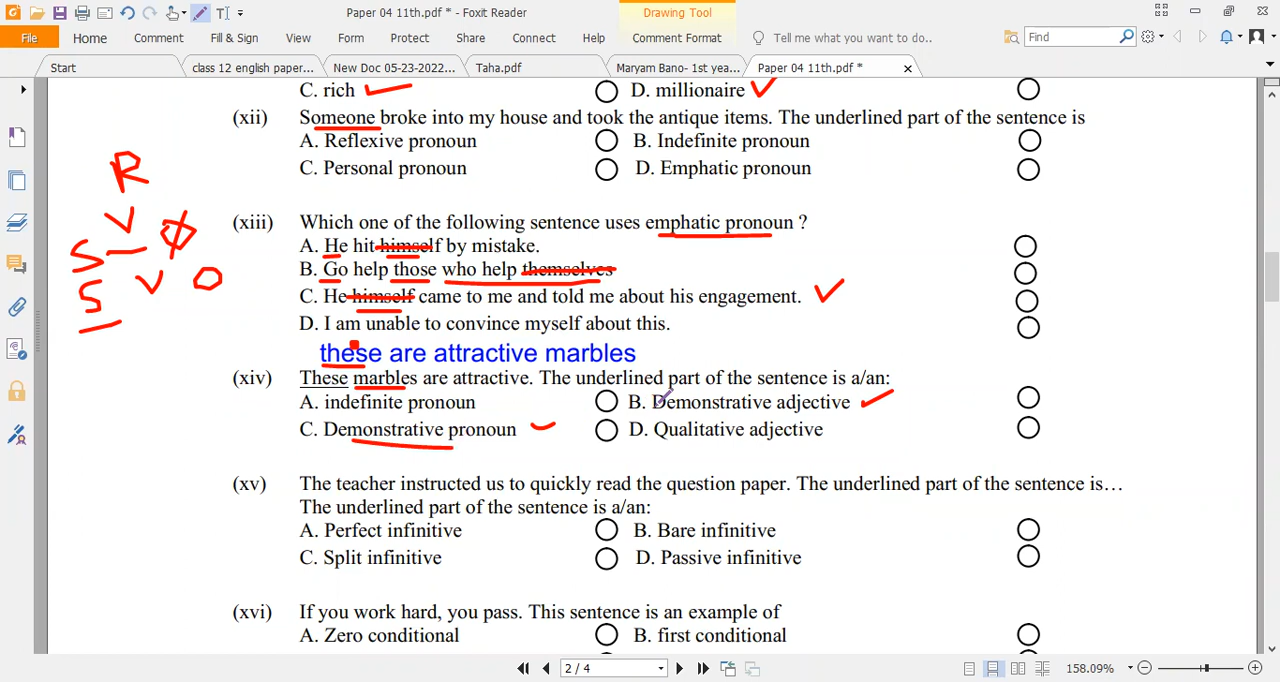 Paper 04 11th.pdf * - Foxit Reader
Drawing Tool
File Home Comment Fill & Sign View Form Protect Share Connect Help Comment Format Tell me what you want to do.. Find
Start class 12 english paper... New Doc 05-23-2022... Taha.pdf Maryam Bano- 1st yea... Paper 04 11th.pdf *
C. rich D. millionaire
(xii) Someone broke into my house and took the antique items. The underlined part of the sentence is
A. Reflexive pronoun B. Indefinite pronoun
C. Personal pronoun D. Emphatic pronoun
R
V
S O
S V O
(xiii) Which one of the following sentence uses emphatic pronoun ?
A. He hit himself by mistake.
B. Go help those who help themselves
C. He himself came to me and told me about his engagement.
D. I am unable to convince myself about this.
these are attractive marbles
(xiv) These marbles are attractive. The underlined part of the sentence is a/an:
A. indefinite pronoun B. Demonstrative adjective
C. Demonstrative pronoun D. Qualitative adjective
(xv) The teacher instructed us to quickly read the question paper. The underlined part of the sentence is…
The underlined part of the sentence is a/an:
A. Perfect infinitive B. Bare infinitive
C. Split infinitive D. Passive infinitive
(xvi) If you work hard, you pass. This sentence is an example of
A. Zero conditional B. first conditional
2 / 4 158.09%